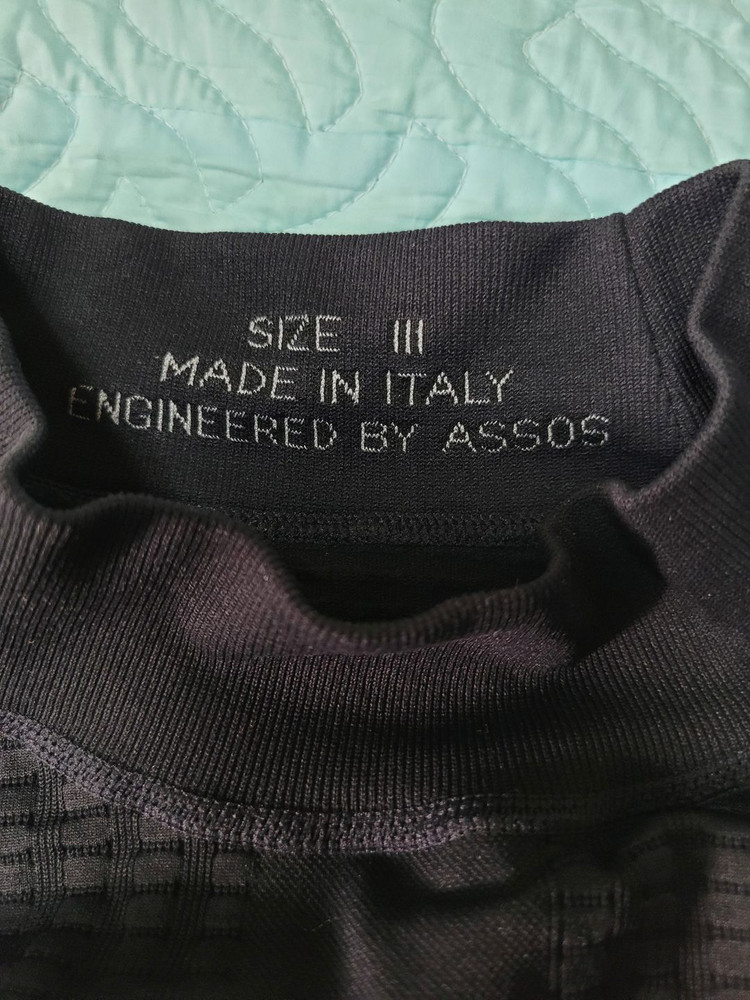 SIZE III
MADE IN ITALY
ENGINEERED BY ASSOS